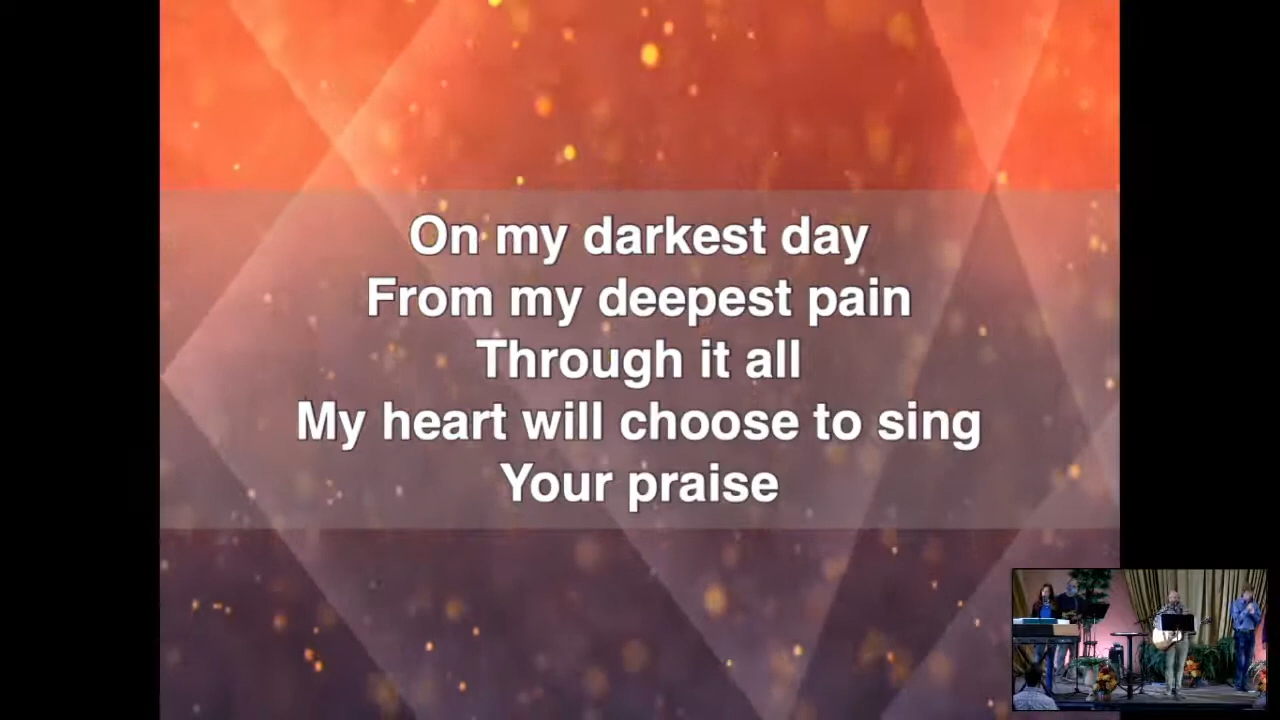 On my darkest day
From my deepest pain
Through it all
My heart will choose to sing
Your praise